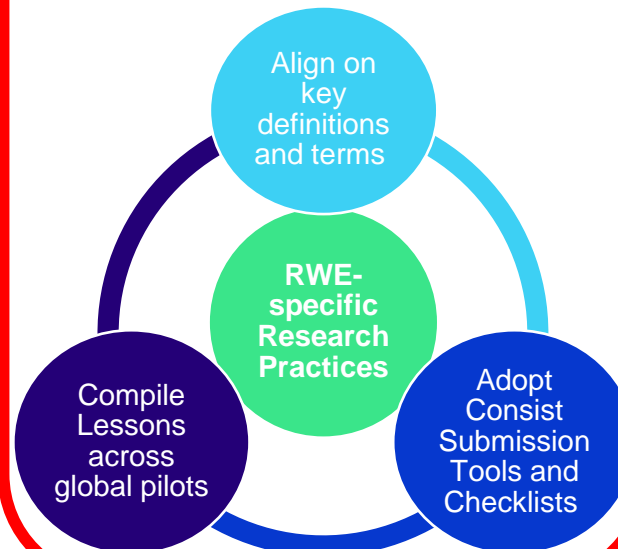 Align on
key
definitions
and terms
RWE-
specific
Research
Practices
Compile
Lessons
across
global pilots
Adopt
Consist
Submission
Tools and
Checklists